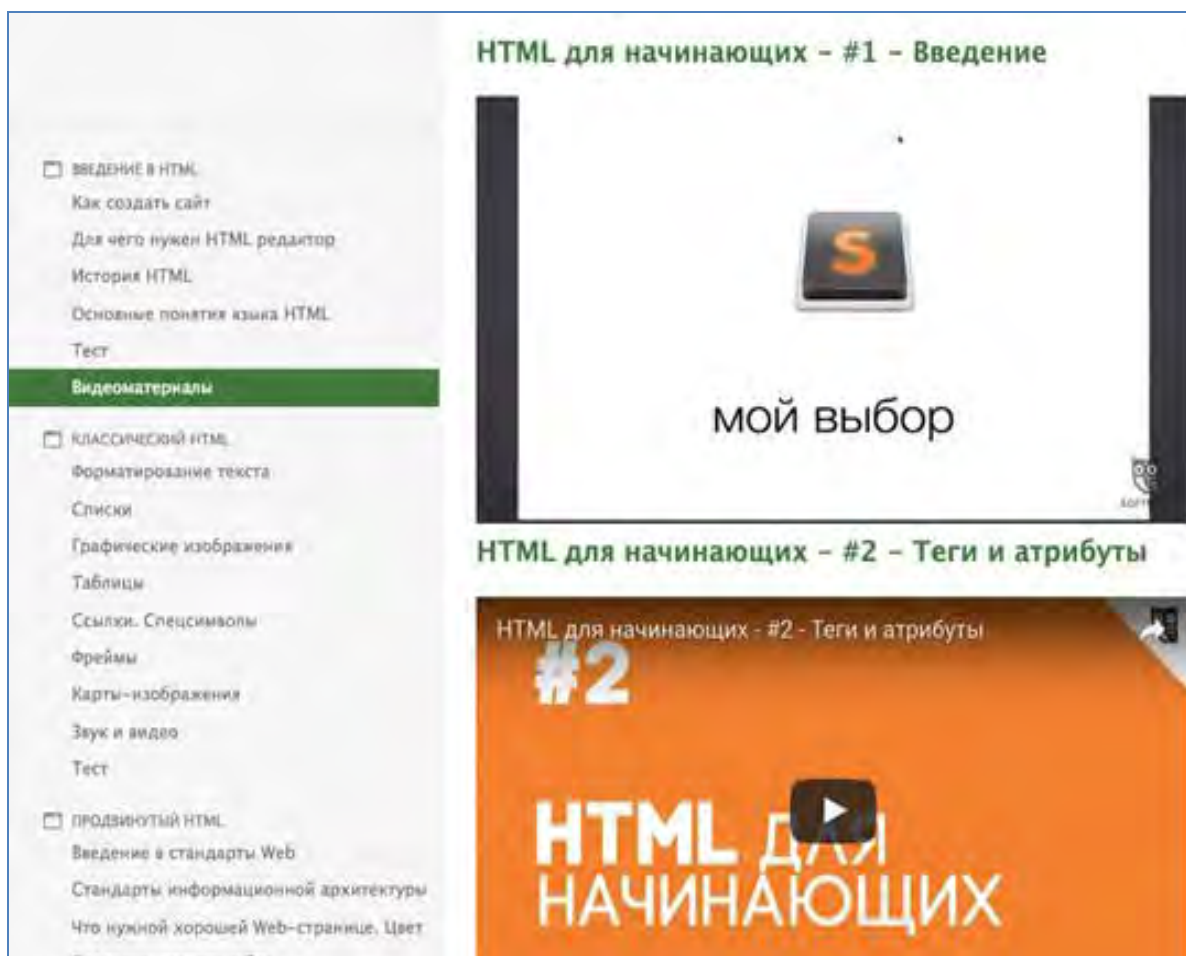 ВВЕДЕНИЕ В HTML
Как создать сайт
Для чего нужен HTML редактор
История HTML
Основные понятия языка HTML
Тест
Видеоматериалы
КЛАССИЧЕСКИЙ HTML
Форматирование текста
Списки
Графические изображения
Таблицы
Ссылки. Спецсимволы
Фреймы
Карты-изображения
Звук и видео
Тест
ПРОДВИНУТЫЙ HTML
Введение в стандарты Web
Стандарты информационной архитектуры
Что нужной хорошей Web-странице. Цвет
HTML для начинающих - #1 - Введение
S
мой выбор
HTML для начинающих - #2 - Теги и атрибуты
HTML для начинающих - #2 - Теги и атрибуты
#2
HTML ДЛЯ
НАЧИНАЮЩИХ